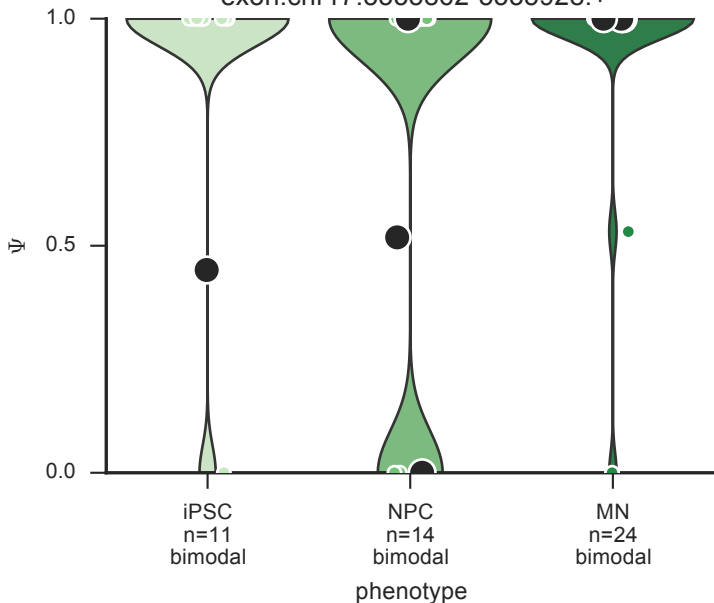 1.0
Ψ
0.5
0.0
iPSC
n=11
bimodal
NPC
n=14
bimodal
MN
n=24
bimodal
phenotype